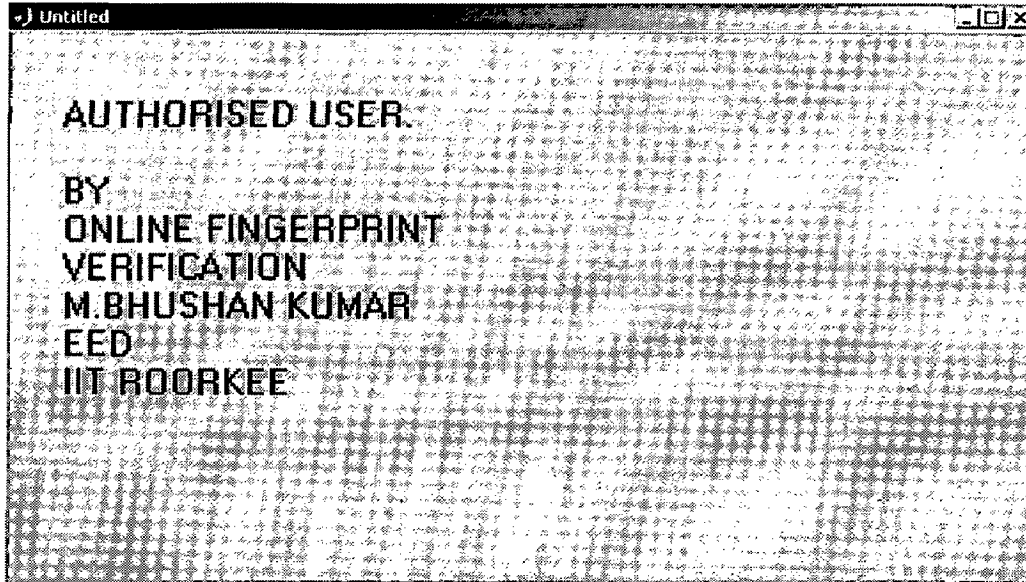 Untitled
AUTHORISED USER.
BY
ONLINE FINGERPRINT
VERIFICATION
M.BHUSHAN KUMAR
EED
IIT ROORKEE